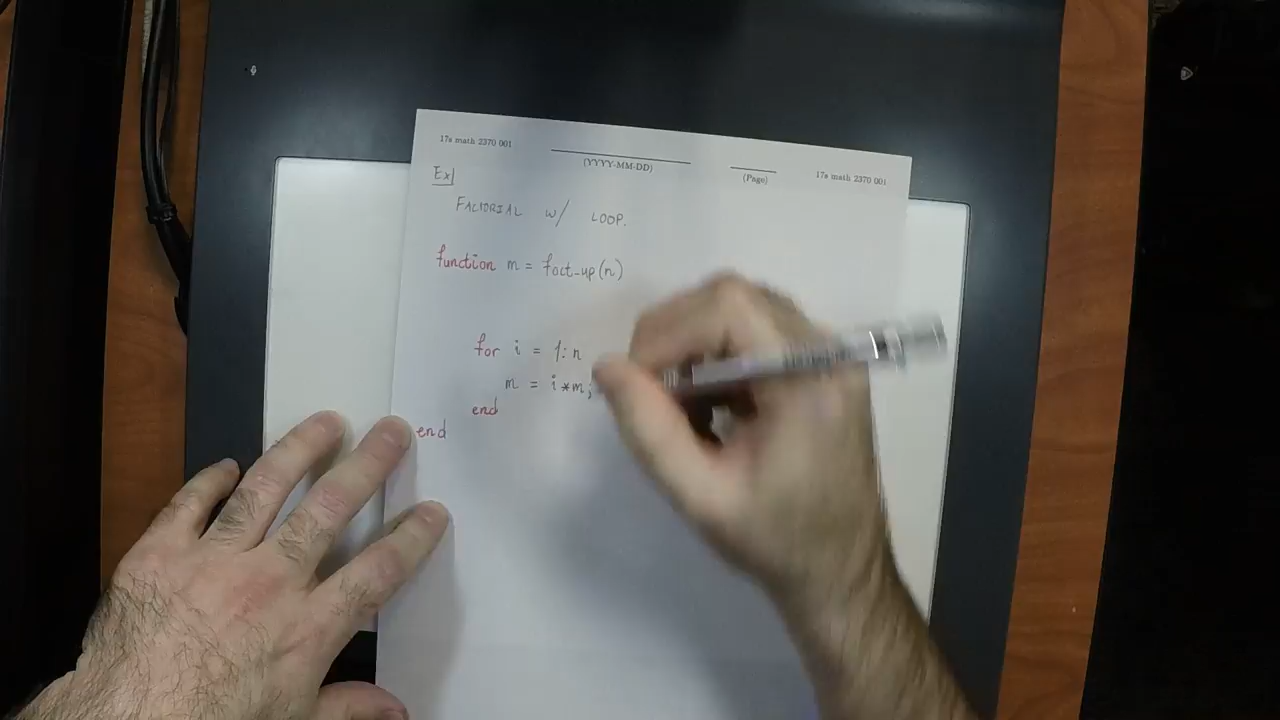 17s math 2370 001
(YYYY-MM-DD)
(Page)
17s math 2370 001
Ex
FACTORIAL w/ LOOP.
function m = fact_up(n)
for i = 1:n
m = i*m;
end
end